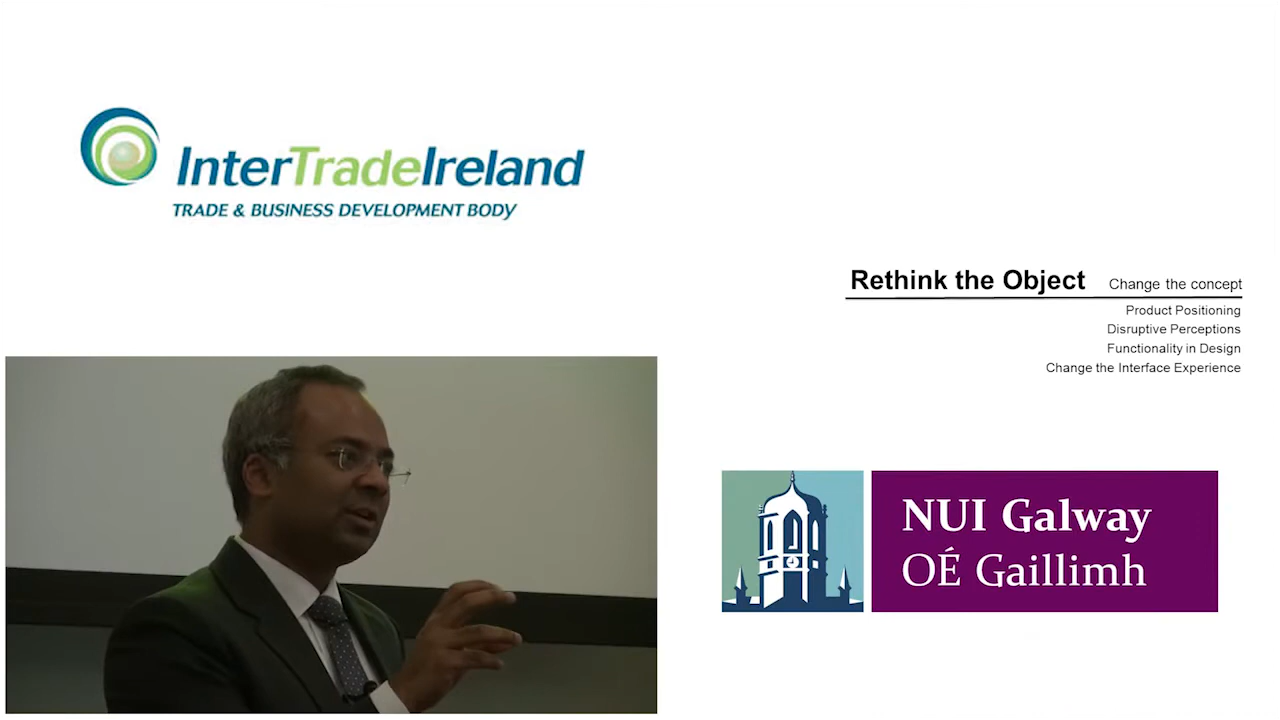 InterTradeIreland
TRADE & BUSINESS DEVELOPMENT BODY
Rethink the Object Change the concept
Product Positioning
Disruptive Perceptions
Functionality in Design
Change the Interface Experience
NUI Galway
OÉ Gaillimh